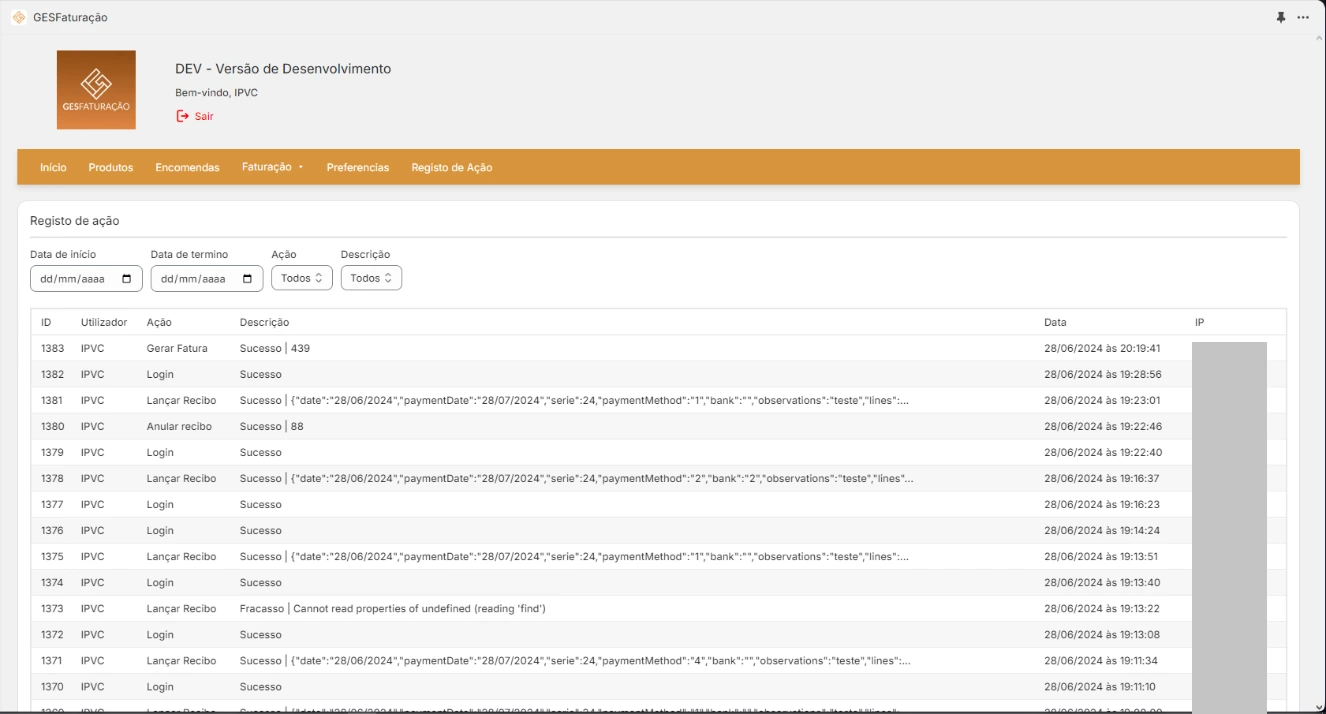 GESFaturação
GESFATURAÇÃO
DEV - Versão de Desenvolvimento
Bem-vindo, IPVC
Sair
Início Produtos Encomendas Faturação Preferencias Registo de Ação
Registo de ação
Data de início Data de termino Ação Descrição
dd/mm/aaaa dd/mm/aaaa Todos Todos
ID Utilizador Ação Descrição Data IP
1383 IPVC Gerar Fatura Sucesso | 439 28/06/2024 às 20:19:41
1382 IPVC Login Sucesso 28/06/2024 às 19:28:56
1381 IPVC Lançar Recibo Sucesso | {"date":"28/06/2024","paymentDate":"28/07/2024","serie":24,"paymentMethod":"1","bank":"","observations":"teste","lines":... 28/06/2024 às 19:23:01
1380 IPVC Anular recibo Sucesso | 88 28/06/2024 às 19:22:46
1379 IPVC Login Sucesso 28/06/2024 às 19:22:40
1378 IPVC Lançar Recibo Sucesso | {"date":"28/06/2024","paymentDate":"28/07/2024","serie":24,"paymentMethod":"2","bank":"2","observations":"teste","lines"... 28/06/2024 às 19:16:37
1377 IPVC Login Sucesso 28/06/2024 às 19:16:23
1376 IPVC Login Sucesso 28/06/2024 às 19:14:24
1375 IPVC Lançar Recibo Sucesso | {"date":"28/06/2024","paymentDate":"28/07/2024","serie":24,"paymentMethod":"1","bank":"","observations":"teste","lines":... 28/06/2024 às 19:13:51
1374 IPVC Login Sucesso 28/06/2024 às 19:13:40
1373 IPVC Lançar Recibo Fracasso | Cannot read properties of undefined (reading 'find') 28/06/2024 às 19:13:22
1372 IPVC Login Sucesso 28/06/2024 às 19:13:08
1371 IPVC Lançar Recibo Sucesso | {"date":"28/06/2024","paymentDate":"28/07/2024","serie":24,"paymentMethod":"4","bank":"","observations":"teste","lines":... 28/06/2024 às 19:11:34
1370 IPVC Login Sucesso 28/06/2024 às 19:11:10